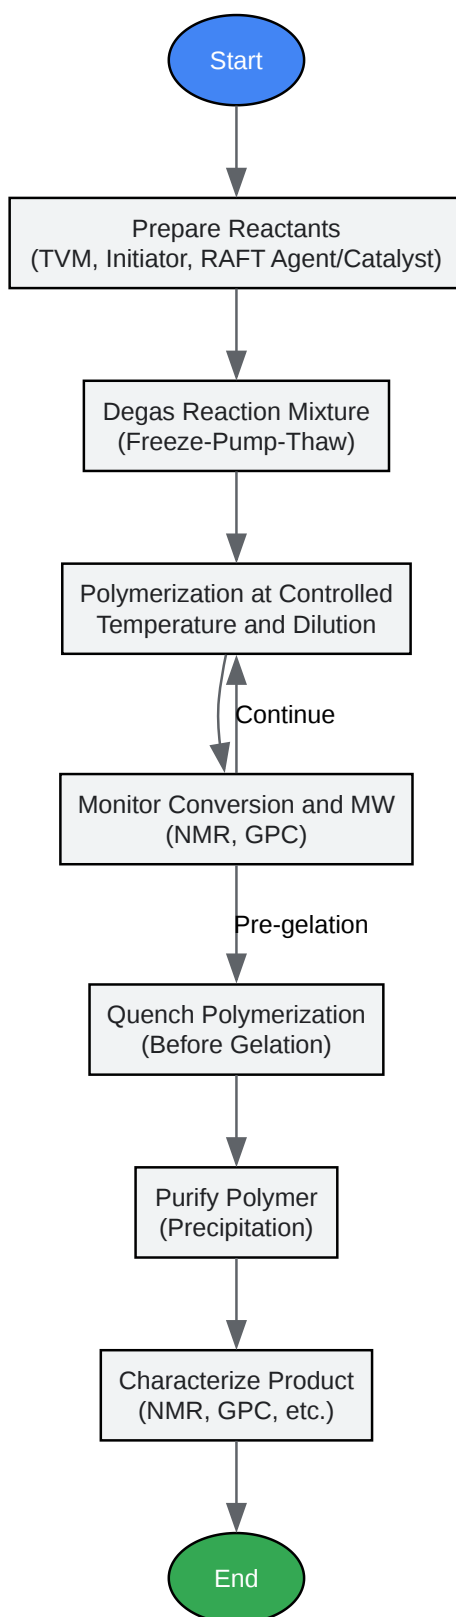 Start
Prepare Reactants
(TVM, Initiator, RAFT Agent/Catalyst)
Degas Reaction Mixture
(Freeze-Pump-Thaw)
Polymerization at Controlled
Temperature and Dilution
Continue
Monitor Conversion and MW
(NMR, GPC)
Pre-gelation
Quench Polymerization
(Before Gelation)
Purify Polymer
(Precipitation)
Characterize Product
(NMR, GPC, etc.)
End